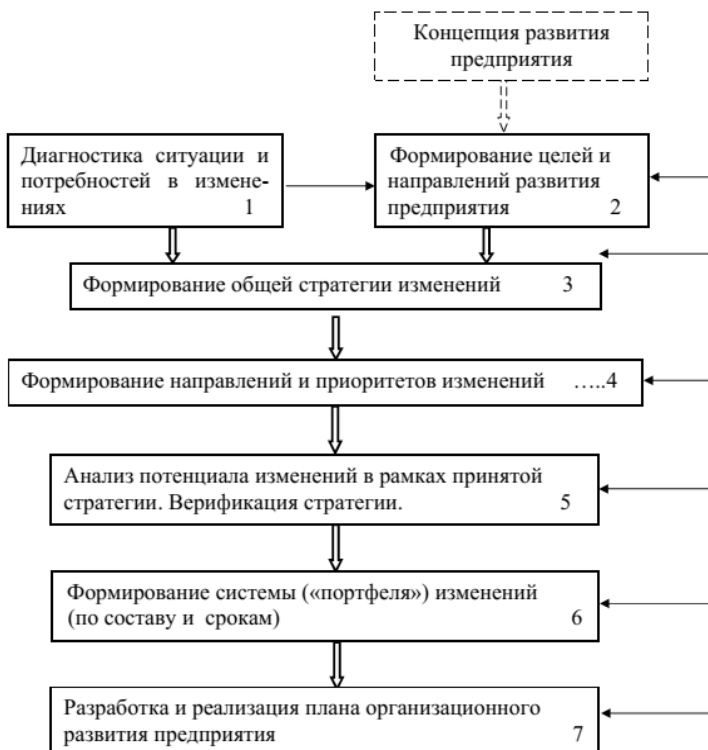 Концепция развития
предприятия
Диагностика ситуации и
потребностей в измене-
ниях 1
Формирование целей и
направлений развития
предприятия 2
Формирование общей стратегии изменений 3
Формирование направлений и приоритетов изменений …..4
Анализ потенциала изменений в рамках принятой
стратегии. Верификация стратегии. 5
Формирование системы («портфеля») изменений
(по составу и срокам) 6
Разработка и реализация плана организационного
развития предприятия 7